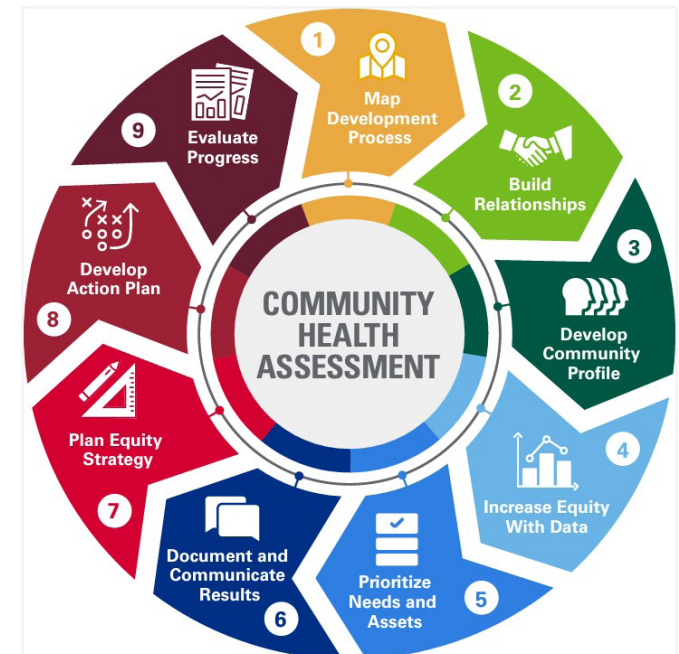 COMMUNITY
HEALTH
ASSESSMENT
1
Map
Development
Process
2
Build
Relationships
3
Develop
Community
Profile
4
Increase Equity
With Data
5
Prioritize
Needs and
Assets
6
Document and
Communicate
Results
7
Plan Equity
Strategy
8
Develop
Action Plan
9
Evaluate
Progress